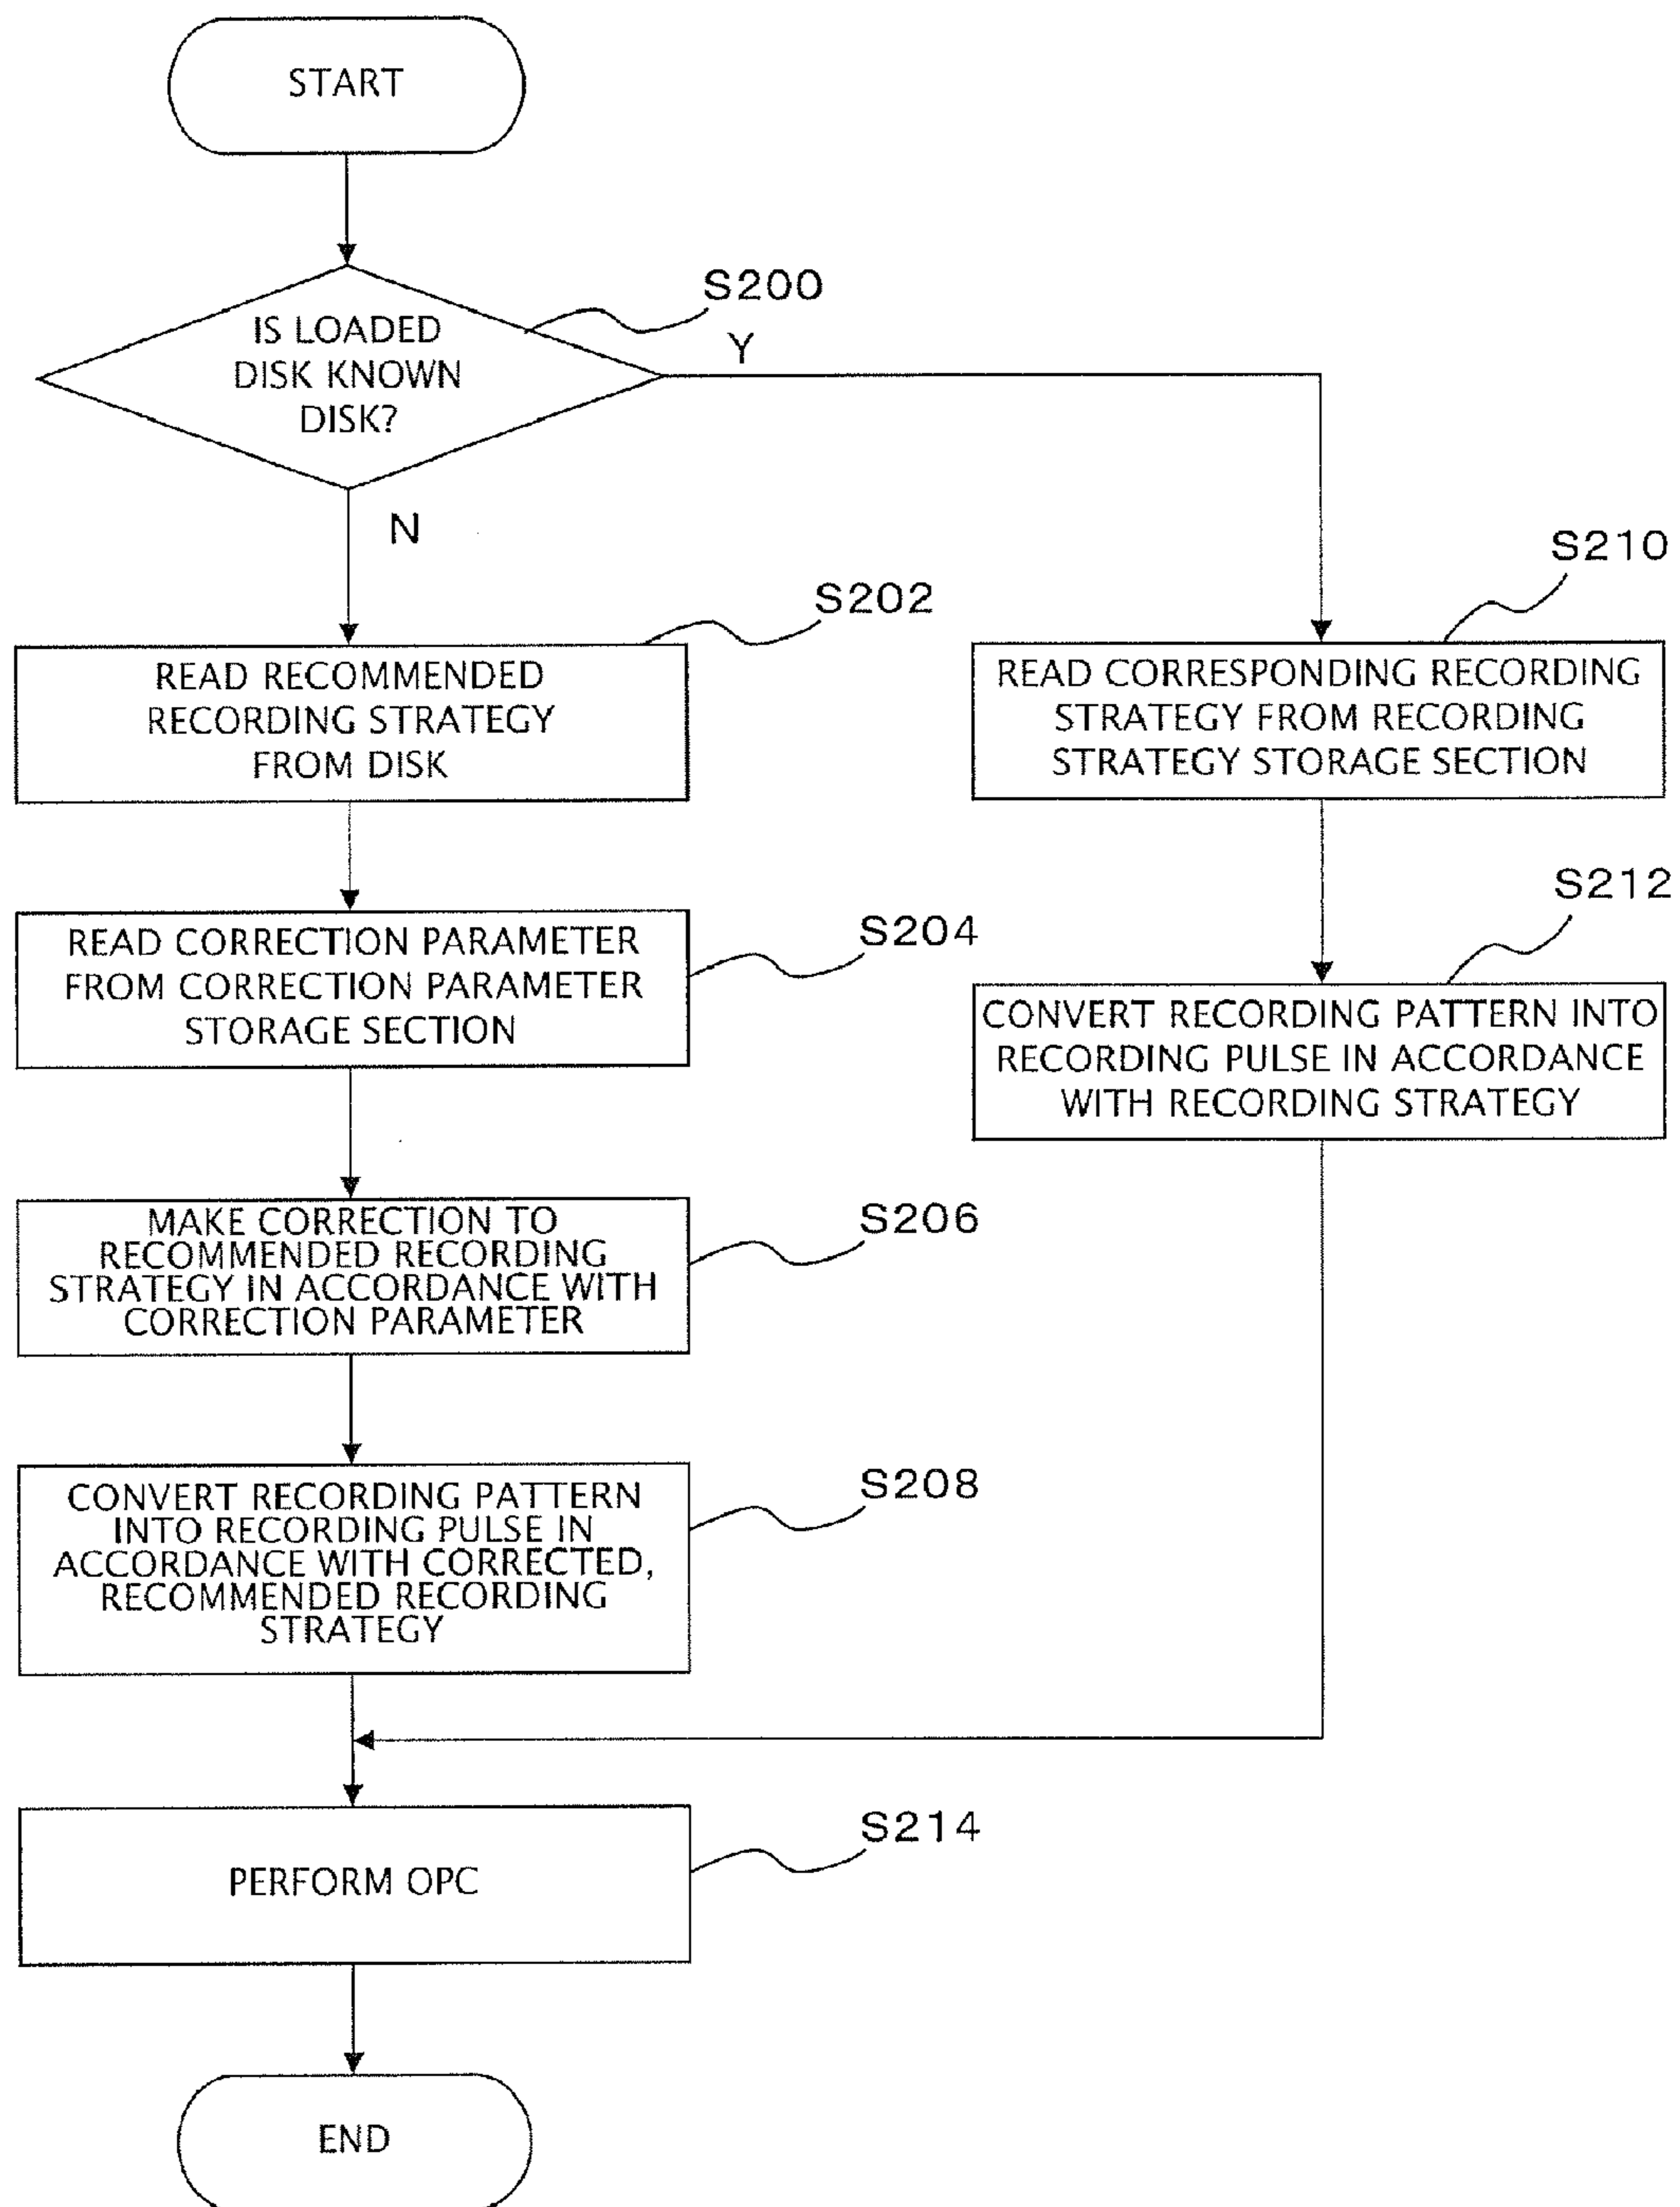 START
S200
IS LOADED
DISK KNOWN
DISK?
Y
N
S202
READ RECOMMENDED
RECORDING STRATEGY
FROM DISK
S210
READ CORRESPONDING RECORDING
STRATEGY FROM RECORDING
STRATEGY STORAGE SECTION
S204
READ CORRECTION PARAMETER
FROM CORRECTION PARAMETER
STORAGE SECTION
S212
CONVERT RECORDING PATTERN INTO
RECORDING PULSE IN ACCORDANCE
WITH RECORDING STRATEGY
S206
MAKE CORRECTION TO
RECOMMENDED RECORDING
STRATEGY IN ACCORDANCE WITH
CORRECTION PARAMETER
S208
CONVERT RECORDING PATTERN
INTO RECORDING PULSE IN
ACCORDANCE WITH CORRECTED,
RECOMMENDED RECORDING
STRATEGY
S214
PERFORM OPC
END